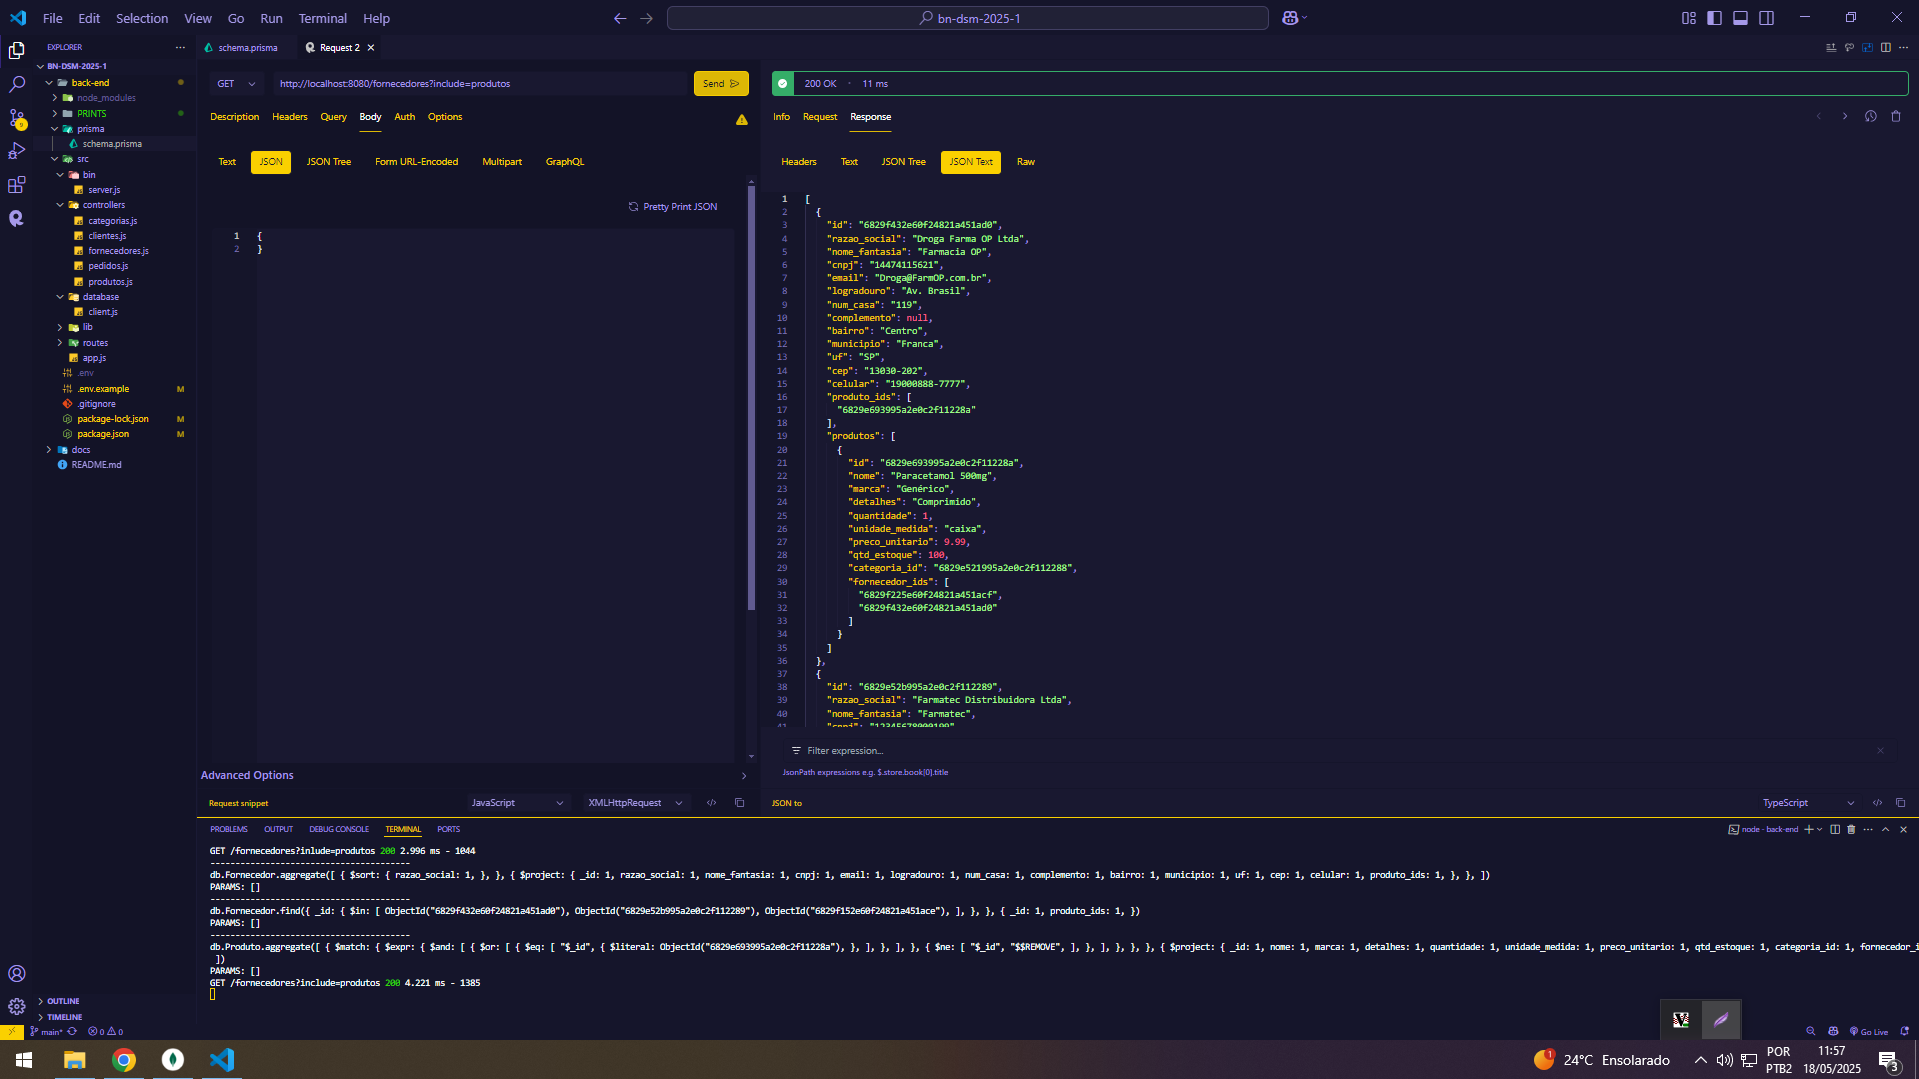 File Edit Selection View Go Run Terminal Help
bn-dsm-2025-1
EXPLORER
BN-DSM-2025-1
back-end
node_modules
PRINTS
prisma
schema.prisma
src
bin
server.js
controllers
categorias.js
clientes.js
fornecedores.js
pedidos.js
produtos.js
database
client.js
lib
routes
app.js
.env
.env.example M
.gitignore
package-lock.json M
package.json M
docs
README.md
OUTLINE
TIMELINE
schema.prisma
Request 2
GET http://localhost:8080/fornecedores?include=produtos Send
Description Headers Query Body Auth Options
Text JSON JSON Tree Form URL-Encoded Multipart GraphQL
Pretty Print JSON
1 {
2 }
Advanced Options
Request snippet JavaScript XMLHttpRequest
200 OK · 11 ms
Info Request Response
Headers Text JSON Tree JSON Text Raw
1 [
2 {
3 "id": "6829f432e60f24821a451ad0",
4 "razao_social": "Droga Farma OP Ltda",
5 "nome_fantasia": "Farmacia OP",
6 "cnpj": "14474115621",
7 "email": "Droga@FarmOP.com.br",
8 "logradouro": "Av. Brasil",
9 "num_casa": "119",
10 "complemento": null,
11 "bairro": "Centro",
12 "municipio": "Franca",
13 "uf": "SP",
14 "cep": "13030-202",
15 "celular": "19000888-7777",
16 "produto_ids": [
17 "6829e693995a2e0c2f11228a"
18 ],
19 "produtos": [
20 {
21 "id": "6829e693995a2e0c2f11228a",
22 "nome": "Paracetamol 500mg",
23 "marca": "Genérico",
24 "detalhes": "Comprimido",
25 "quantidade": 1,
26 "unidade_medida": "caixa",
27 "preco_unitario": 9.99,
28 "qtd_estoque": 100,
29 "categoria_id": "6829e521995a2e0c2f112288",
30 "fornecedor_ids": [
31 "6829f225e60f24821a451acf",
32 "6829f432e60f24821a451ad0"
33 ]
34 }
35 ]
36 },
37 {
38 "id": "6829e52b995a2e0c2f112289",
39 "razao_social": "Farmatec Distribuidora Ltda",
40 "nome_fantasia": "Farmatec",
41 "cnpj": "12345678000199",
Filter expression...
JsonPath expressions e.g. $.store.book[0].title
JSON to TypeScript
PROBLEMS OUTPUT DEBUG CONSOLE TERMINAL PORTS
node - back-end
GET /fornecedores?inlude=produtos 200 2.996 ms - 1044
----------------------------------------
db.Fornecedor.aggregate([ { $sort: { razao_social: 1, }, }, { $project: { _id: 1, razao_social: 1, nome_fantasia: 1, cnpj: 1, email: 1, logradouro: 1, num_casa: 1, complemento: 1, bairro: 1, municipio: 1, uf: 1, cep: 1, celular: 1, produto_ids: 1, }, }, ])
PARAMS: []
----------------------------------------
db.Fornecedor.find({ _id: { $in: [ ObjectId("6829f432e60f24821a451ad0"), ObjectId("6829e52b995a2e0c2f112289"), ObjectId("6829f152e60f24821a451ace"), ], }, }, { _id: 1, produto_ids: 1, })
PARAMS: []
----------------------------------------
db.Produto.aggregate([ { $match: { $expr: { $and: [ { $or: [ { $eq: [ "$_id", { $literal: ObjectId("6829e693995a2e0c2f11228a"), }, ], }, ], }, { $ne: [ "$_id", "$$REMOVE", ], }, ], }, }, }, { $project: { _id: 1, nome: 1, marca: 1, detalhes: 1, quantidade: 1, unidade_medida: 1, preco_unitario: 1, qtd_estoque: 1, categoria_id: 1, fornecedor_i
])
PARAMS: []
GET /fornecedores?include=produtos 200 4.221 ms - 1385
main* 0 0
Go Live
24°C Ensolarado
POR
PTB2
11:57
18/05/2025
3